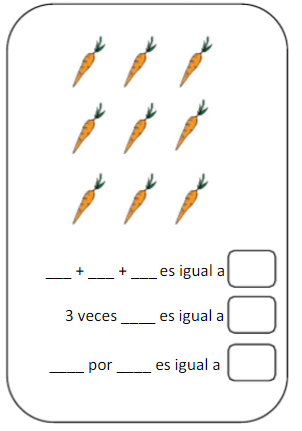 ___ + ___ + ___ es igual a
3 veces ____ es igual a
____ por ____ es igual a